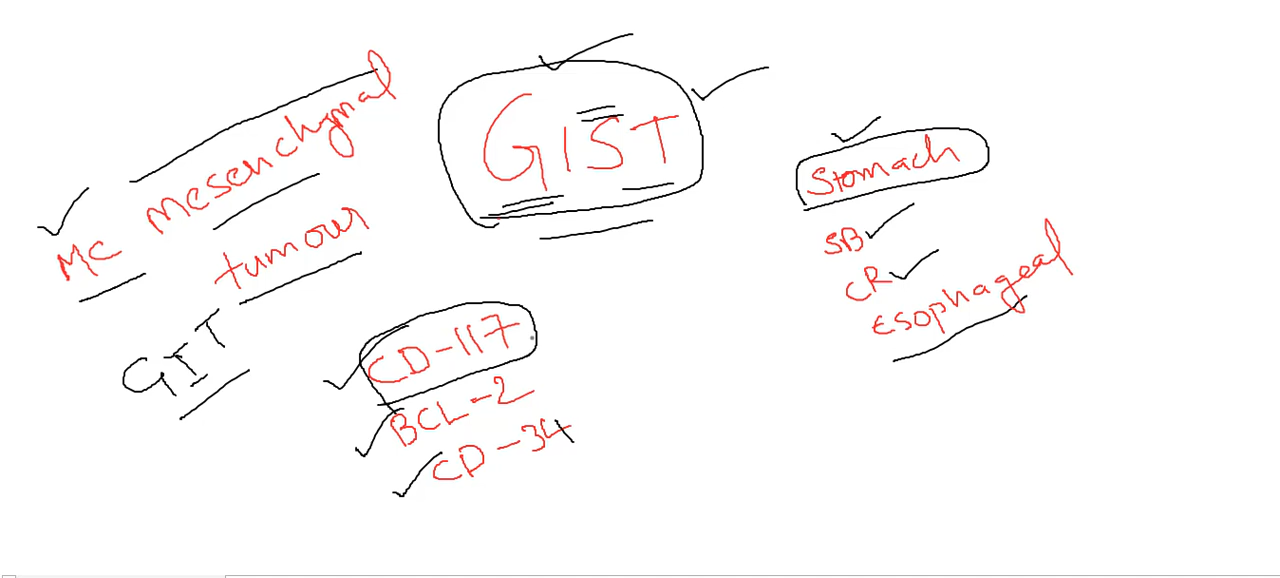 GIST
MC Mesenchymal
tumour
GIT
CD-117
BCL-2
CD-34
Stomach
SB
CR
Esophageal